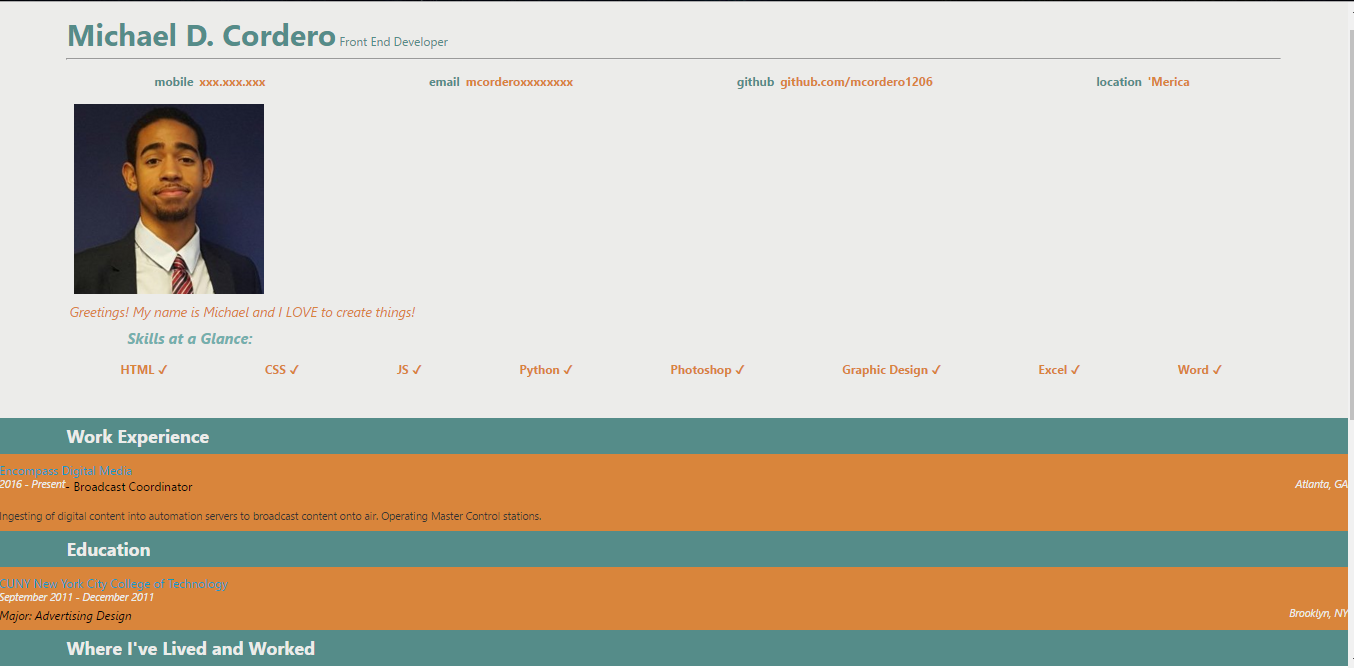 Michael D. Cordero Front End Developer
mobile xxx.xxx.xxx email mcorderoxxxxxxxx github github.com/mcordero1206 location 'Merica
Greetings! My name is Michael and I LOVE to create things!
Skills at a Glance:
HTML ✓ CSS ✓ JS ✓ Python ✓ Photoshop ✓ Graphic Design ✓ Excel ✓ Word ✓
Work Experience
Encompass Digital Media
2016 - Present- Broadcast Coordinator Atlanta, GA
Ingesting of digital content into automation servers to broadcast content onto air. Operating Master Control stations.
Education
CUNY New York City College of Technology
September 2011 - December 2011
Major: Advertising Design Brooklyn, NY
Where I've Lived and Worked